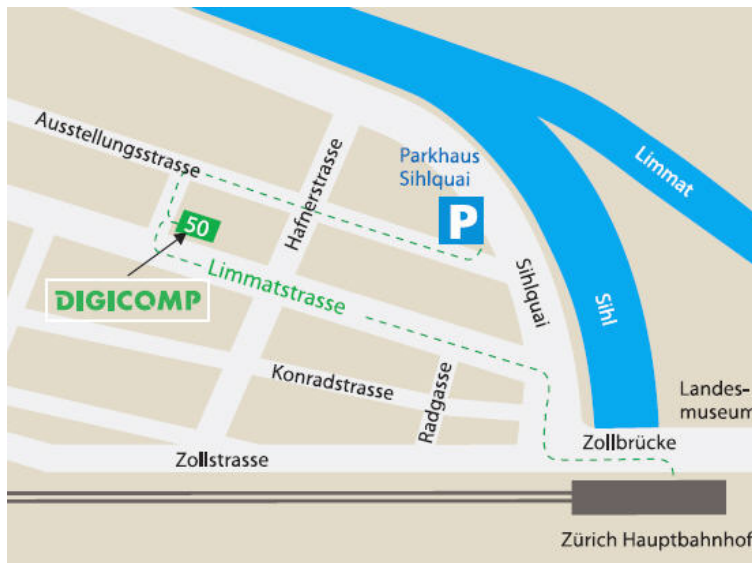 Ausstellungsstrasse
Hafnerstrasse
Parkhaus
Sihlquai
P
Limmat
50
DIGICOMP
Limmatstrasse
Sihlquai
Sihl
Konradstrasse
Radgasse
Landes-
museum
Zollbrücke
Zollstrasse
Zürich Hauptbahnhof